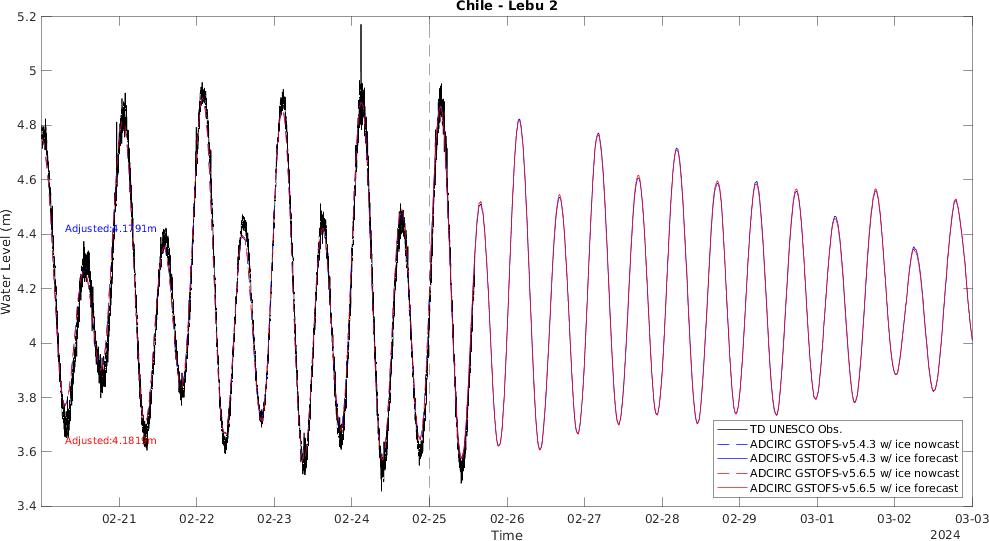 Chile - Lebu 2
5.2
5
4.8
4.6
4.4
4.2
4
3.8
3.6
3.4
Water Level (m)
Adjusted:4.1791m
Adjusted:4.1819m
TD UNESCO Obs.
ADCIRC GSTOFS-v5.4.3 w/ ice nowcast
ADCIRC GSTOFS-v5.4.3 w/ ice forecast
ADCIRC GSTOFS-v5.6.5 w/ ice nowcast
ADCIRC GSTOFS-v5.6.5 w/ ice forecast
02-21 02-22 02-23 02-24 02-25 02-26 02-27 02-28 02-29 03-01 03-02 03-03
Time
2024